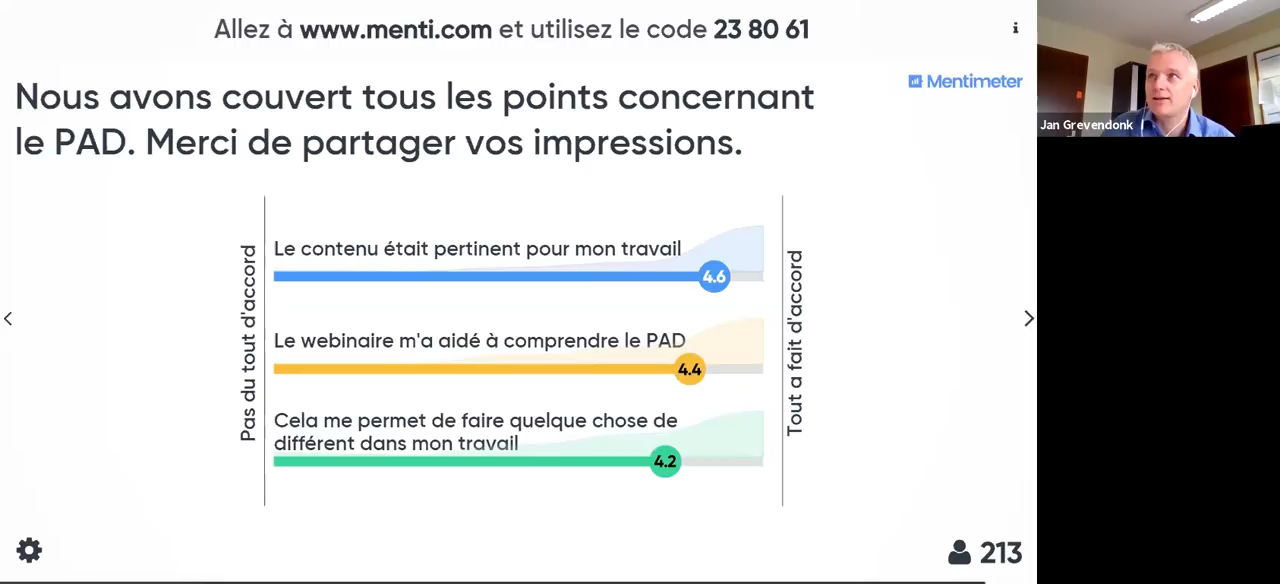 Allez à www.menti.com et utilisez le code 23 80 61
Mentimeter
Nous avons couvert tous les points concernant
le PAD. Merci de partager vos impressions.
Jan Grevendonk
Pas du tout d'accord
Le contenu était pertinent pour mon travail
4.6
Le webinaire m'a aidé à comprendre le PAD
4.4
Cela me permet de faire quelque chose de
différent dans mon travail
4.2
Tout a fait d'accord
213